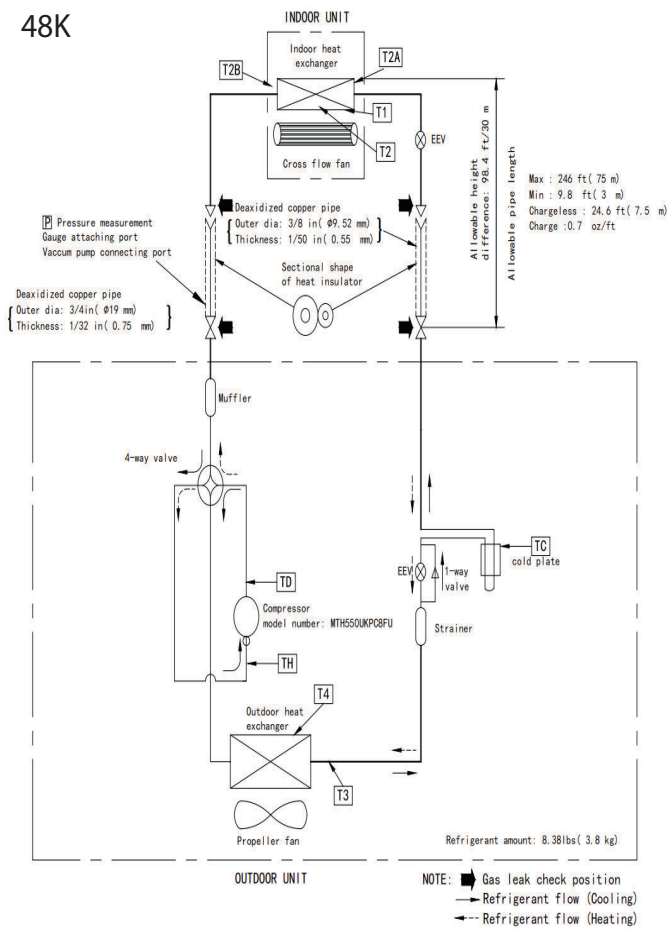 48K
INDOOR UNIT
Indoor heat
exchanger
T2A
T2B
T1
T2
EEV
Cross flow fan
Allowable height
difference: 98.4 ft/30 m
Allowable pipe length
Max : 246 ft( 75 m)
Min : 9.8 ft( 3 m)
Chargeless : 24.6 ft( 7.5 m)
Charge :0.7 oz/ft
Deaxidized copper pipe
Outer dia: 3/8 in( Φ9.52 mm)
Thickness: 1/50 in( 0.55 mm)
P Pressure measurement
Gauge attaching port
Vaccum pump connecting port
Sectional shape
of heat insulator
Deaxidized copper pipe
Outer dia: 3/4in( Φ19 mm)
Thickness: 1/32 in( 0.75 mm)
Muffler
4-way valve
TC
cold plate
EEV
1-way
valve
TD
Compressor
model number: MTH550UKPC8FU
Strainer
TH
T4
Outdoor heat
exchanger
T3
Propeller fan
Refrigerant amount: 8.38lbs( 3.8 kg)
OUTDOOR UNIT
NOTE:
Gas leak check position
Refrigerant flow (Cooling)
Refrigerant flow (Heating)